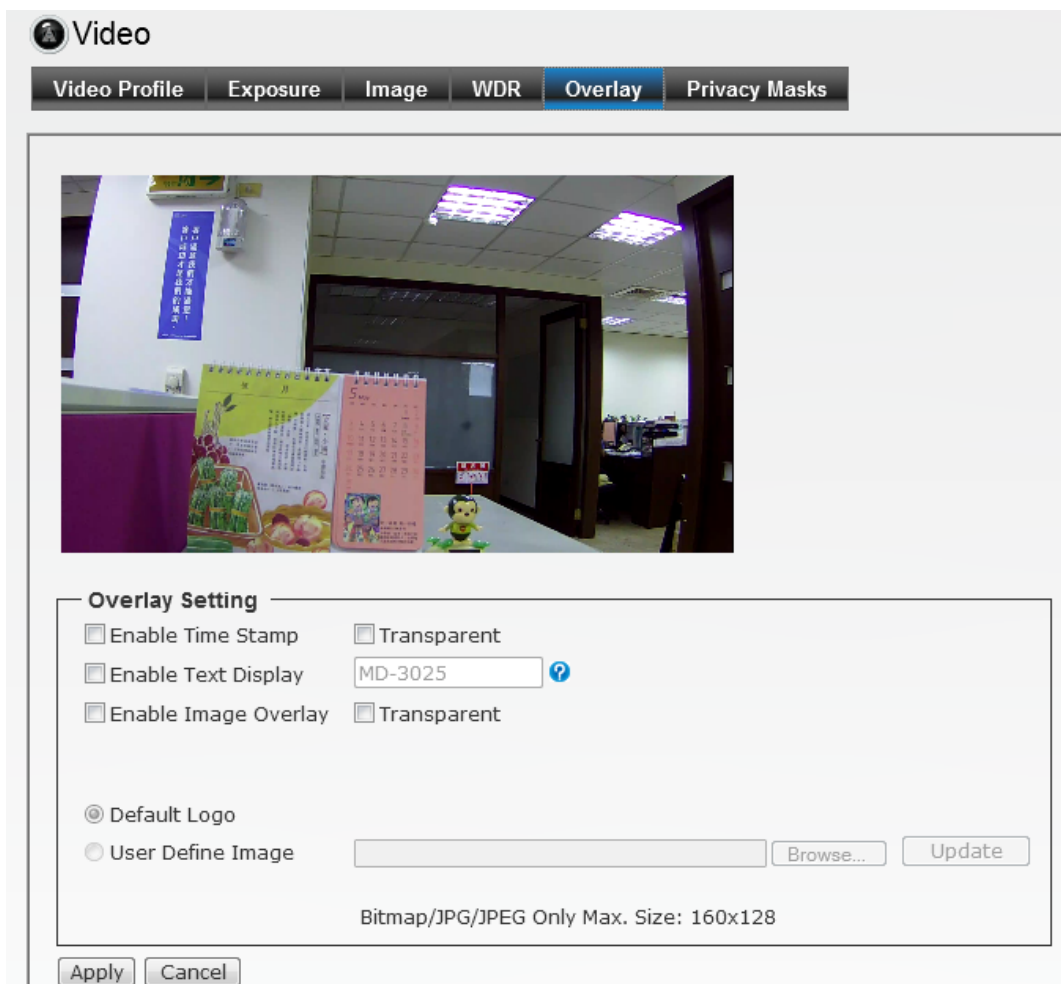 Video
Video Profile Exposure Image WDR Overlay Privacy Masks
5 May
Overlay Setting
Enable Time Stamp Transparent
Enable Text Display MD-3025
Enable Image Overlay Transparent
Default Logo
User Define Image Browse... Update
Bitmap/JPG/JPEG Only Max. Size: 160x128
Apply Cancel